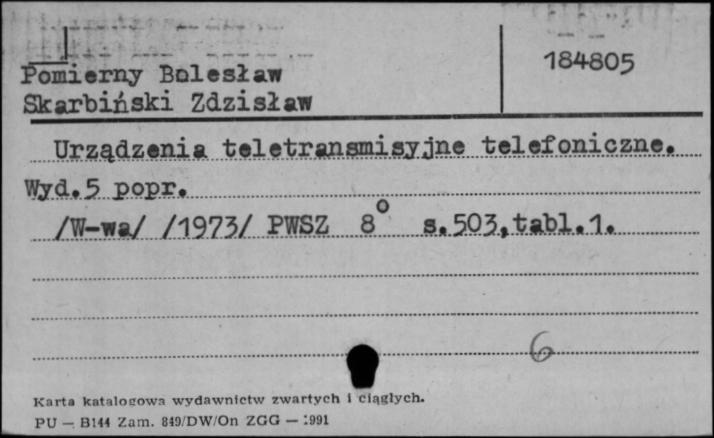 184805
Pomierny Bolesław
Skarbiński Zdzisław
Urządzenia teletransmisyjne telefoniczne.
Wyd.5 popr.
/W-wa/ /1973/ PWSZ 8° s.503,tabl.1.
6
Karta katalogowa wydawnictw zwartych i ciągłych.
PU — B144 Zam. 849/DW/On ZGG — 1991